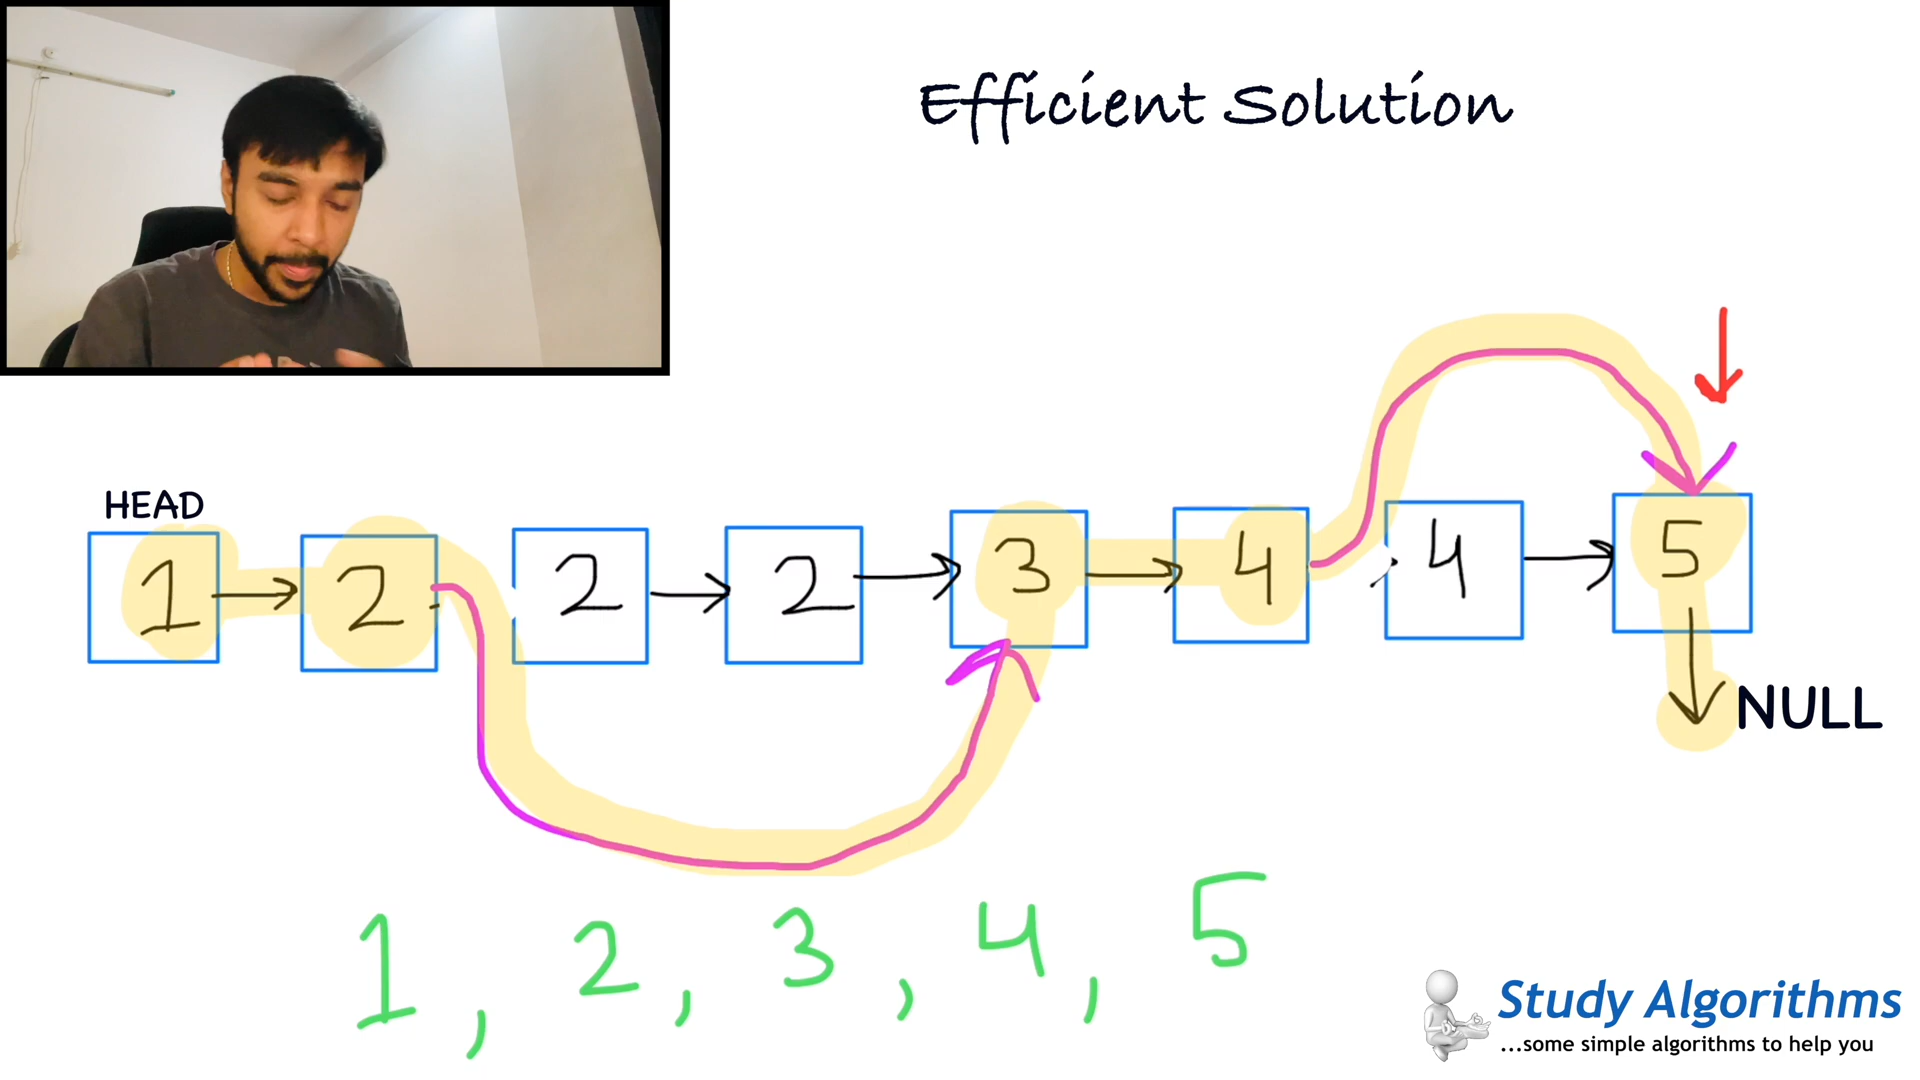 Efficient Solution
HEAD
1 2 2 2 3 4 4 5
NULL
1, 2, 3, 4, 5
Study Algorithms
...some simple algorithms to help you